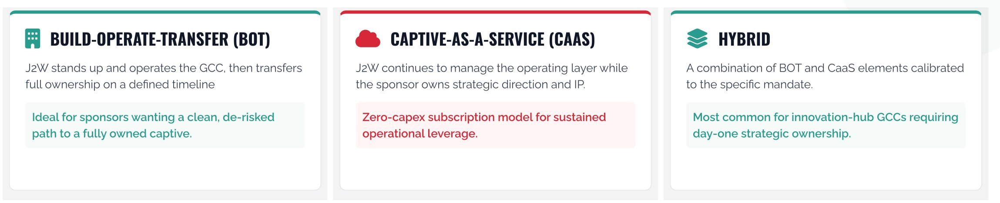 BUILD-OPERATE-TRANSFER (BOT)
J2W stands up and operates the GCC, then transfers
full ownership on a defined timeline
Ideal for sponsors wanting a clean, de-risked
path to a fully owned captive.
CAPTIVE-AS-A-SERVICE (CAAS)
J2W continues to manage the operating layer while
the sponsor owns strategic direction and IP.
Zero-capex subscription model for sustained
operational leverage.
HYBRID
A combination of BOT and CaaS elements calibrated
to the specific mandate.
Most common for innovation-hub GCCs requiring
day-one strategic ownership.